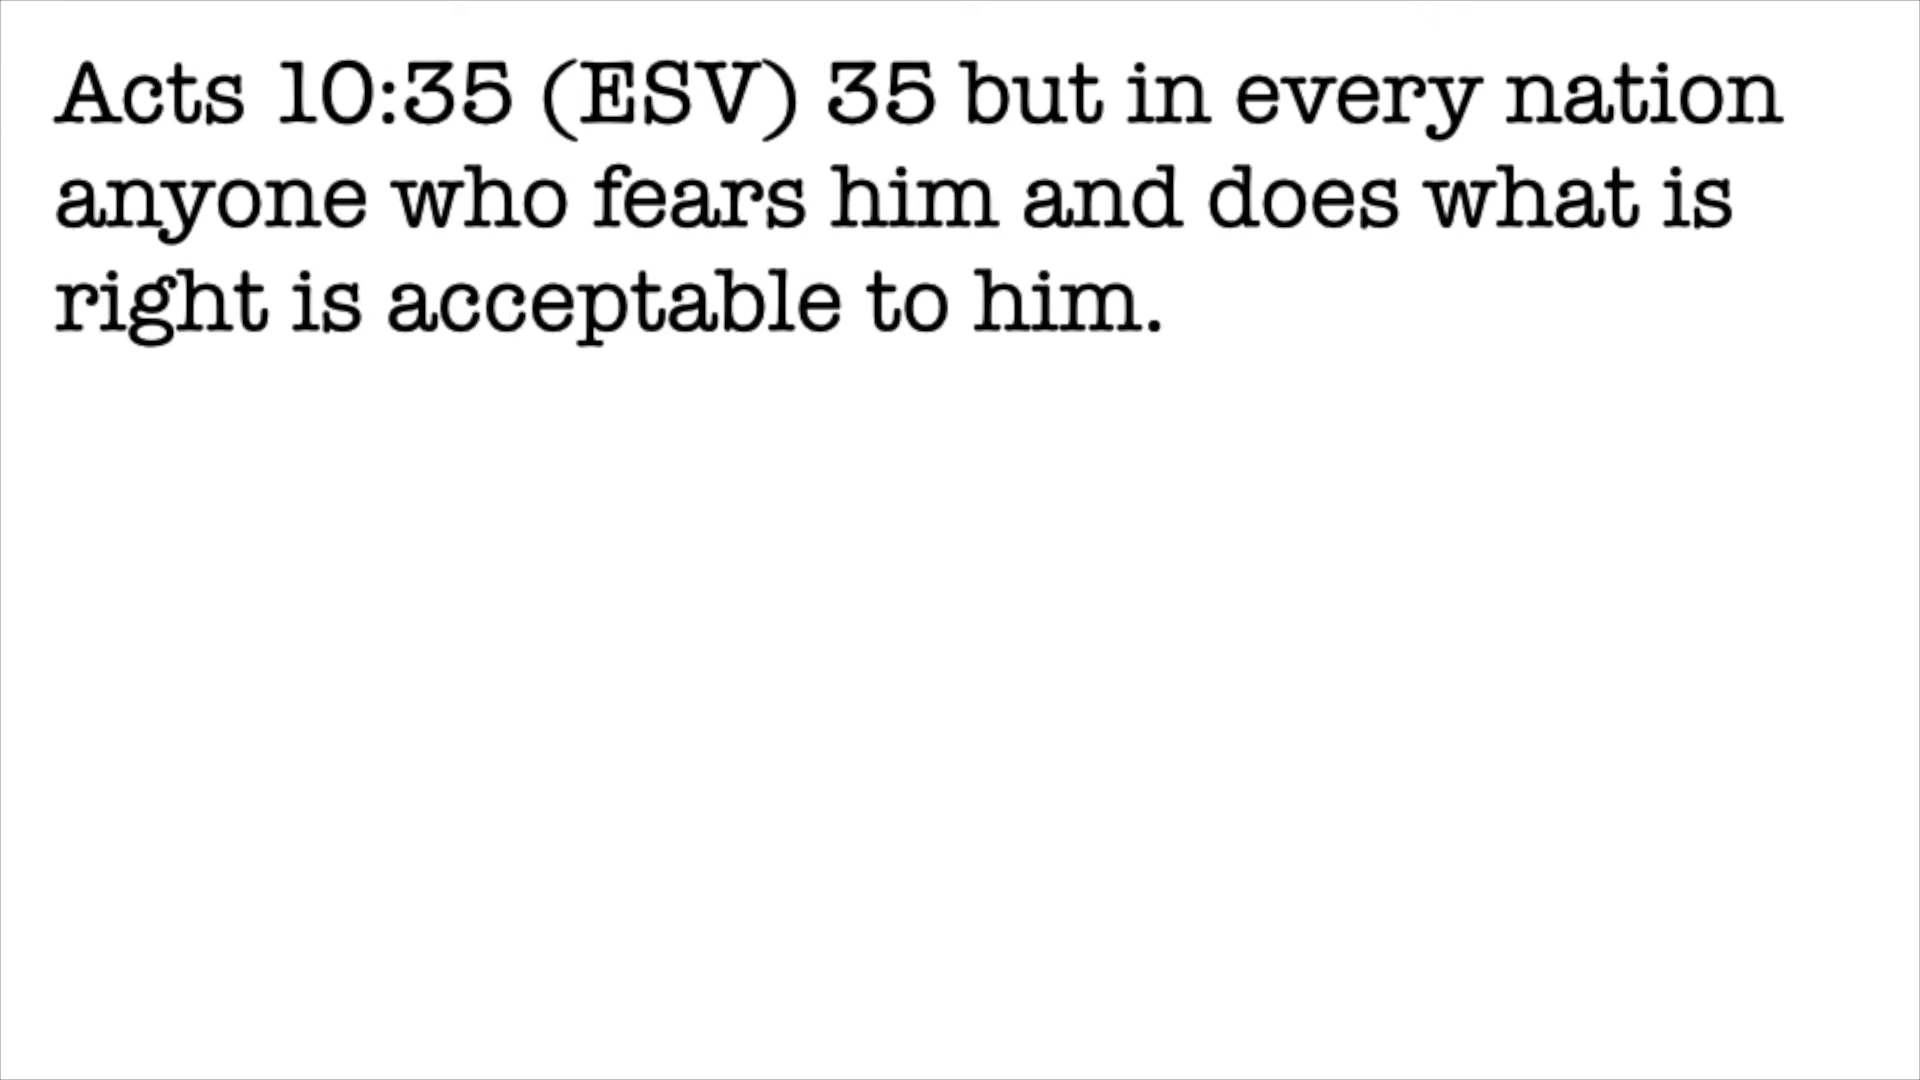 Acts 10:35 (ESV) 35 but in every nation
anyone who fears him and does what is
right is acceptable to him.